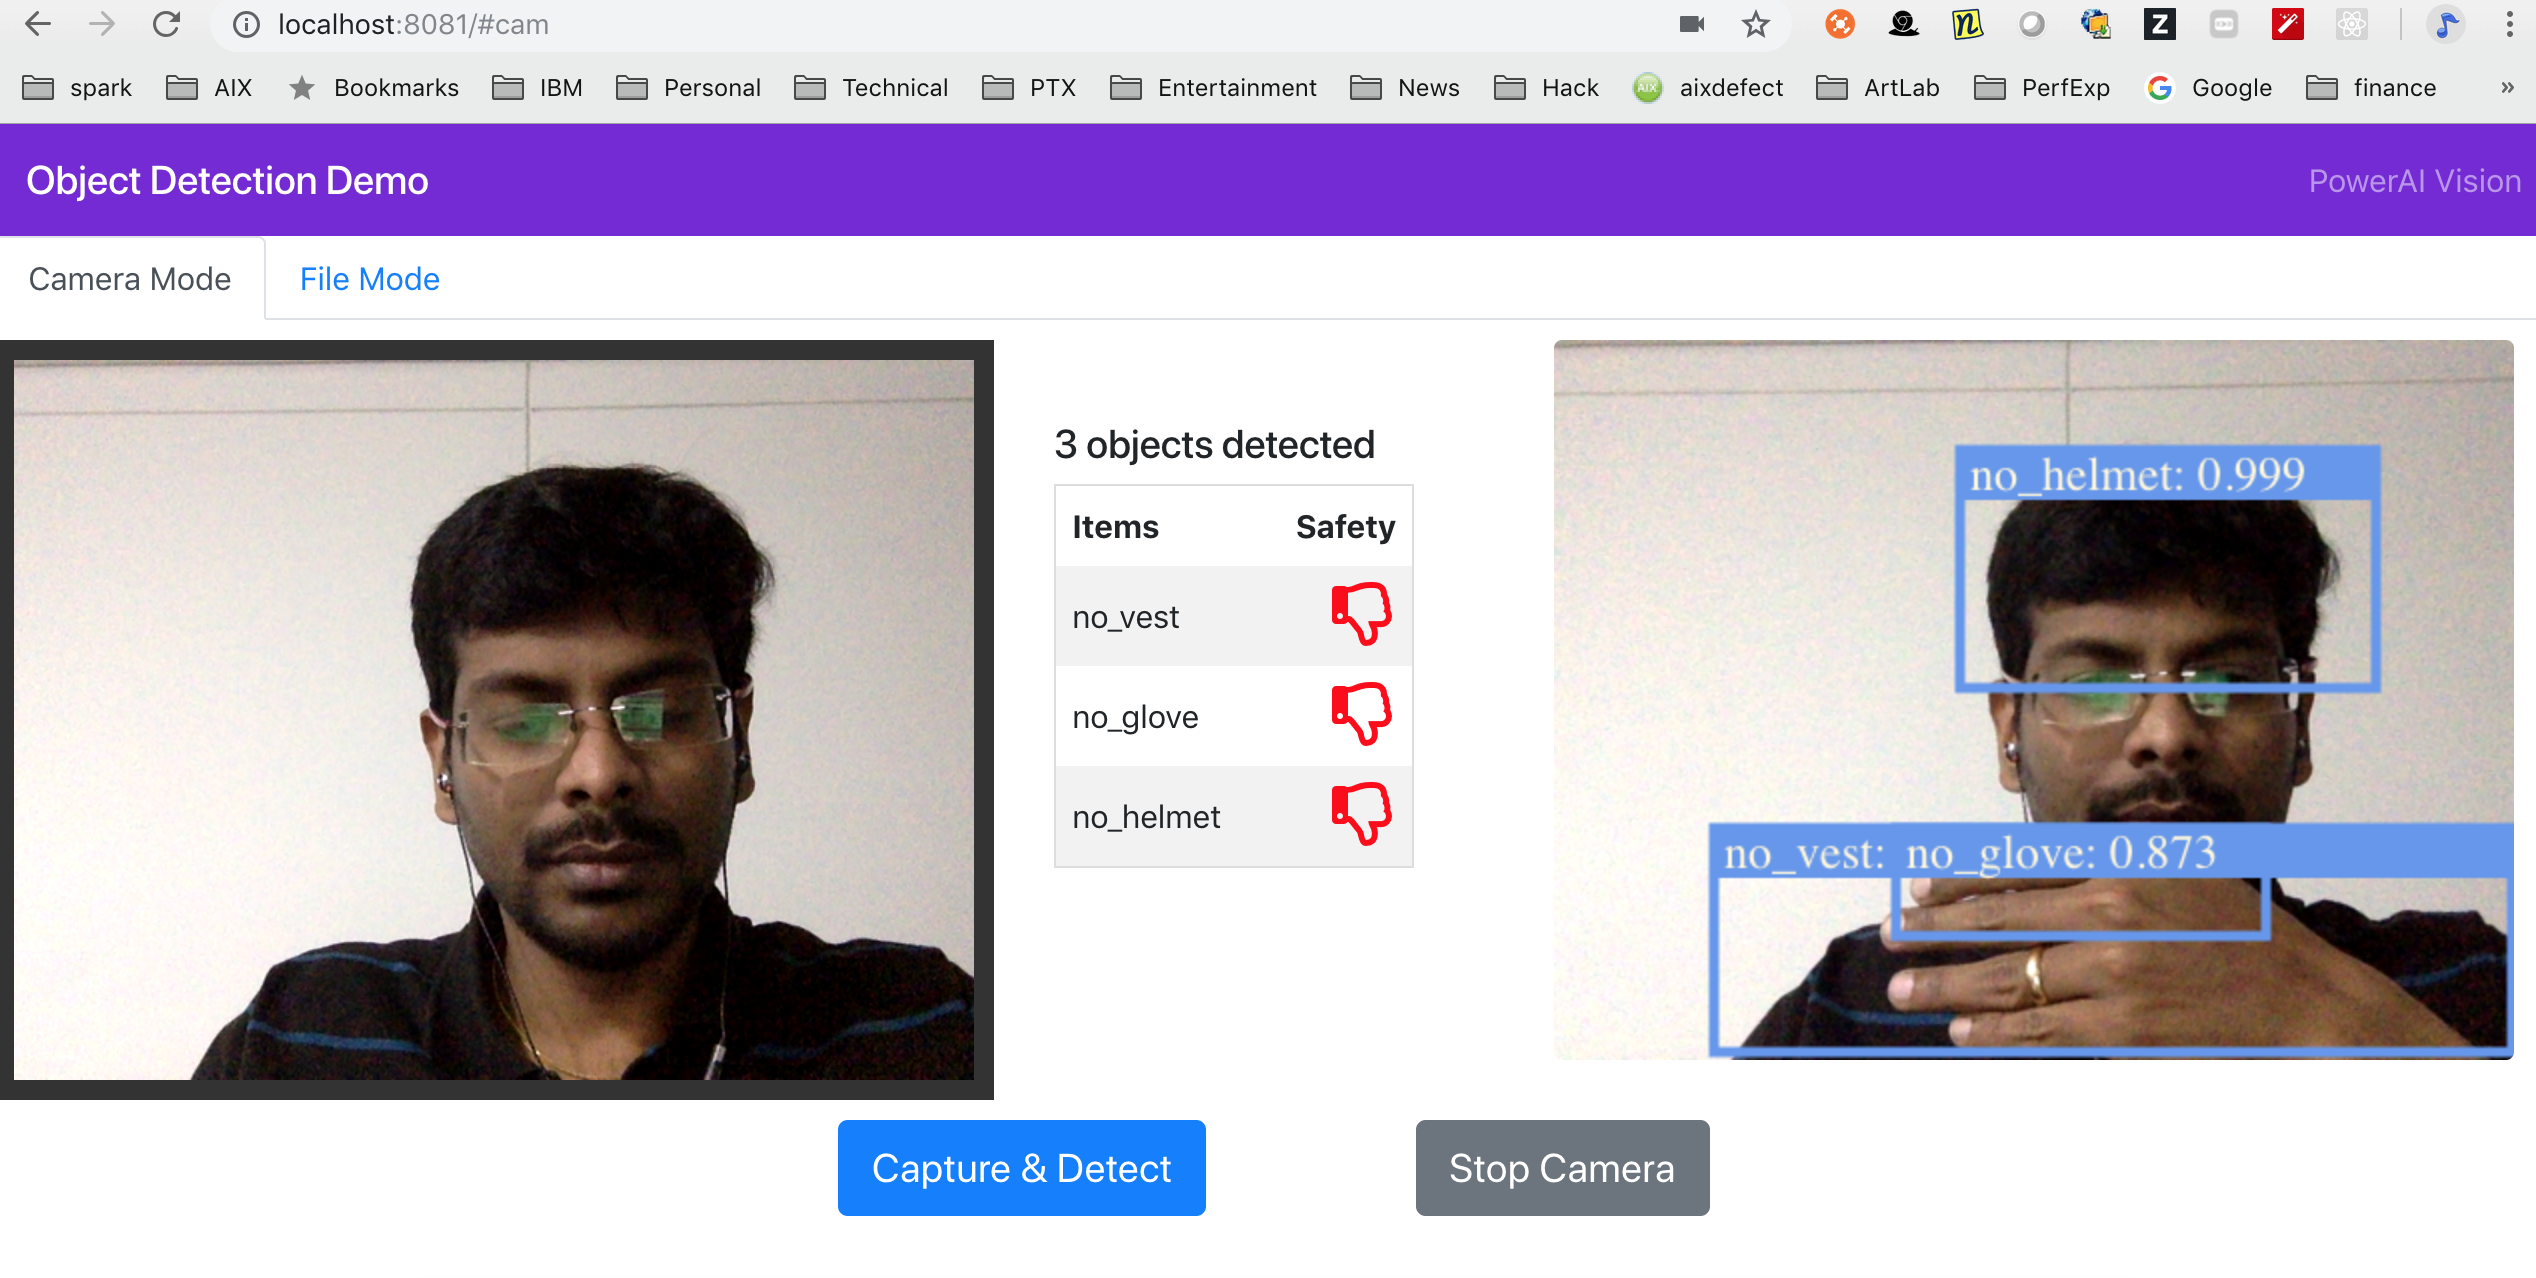 localhost:8081/#cam
spark AIX Bookmarks IBM Personal Technical PTX Entertainment News Hack AIX aixdefect ArtLab PerfExp Google finance »
Object Detection Demo
PowerAI Vision
Camera Mode File Mode
3 objects detected
Items Safety
no_vest
no_glove
no_helmet
no_helmet: 0.999
no_vest: no_glove: 0.873
Capture & Detect Stop Camera